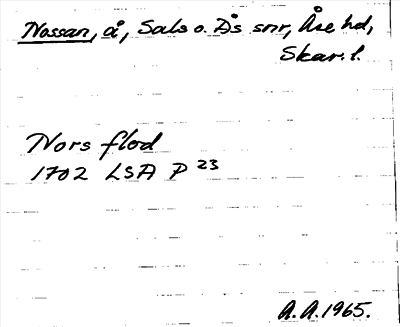 Nossan, å, Sals o. Ås snr, Åse hd,
Skar. l.
Nors flod
1702 LSA P 23
A.A. 1965.